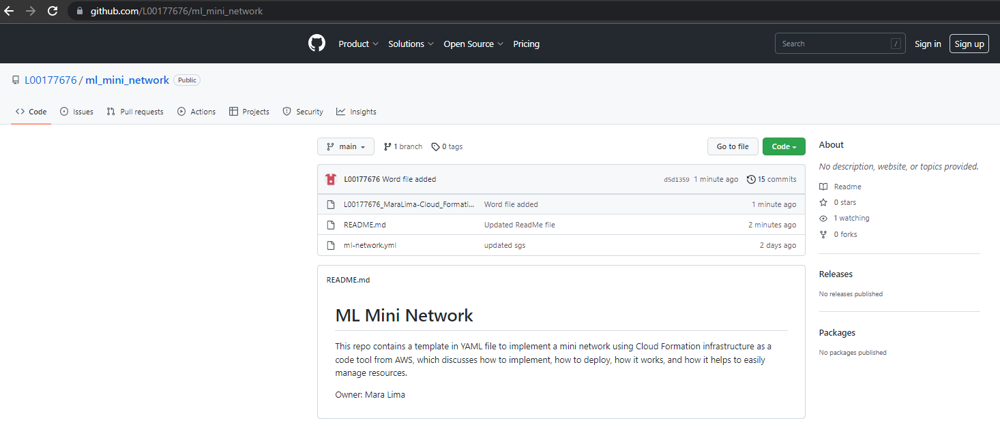 github.com/L00177676/ml_mini_network
Product Solutions Open Source Pricing Search / Sign in Sign up
L00177676 / ml_mini_network Public
Code Issues Pull requests Actions Projects Security Insights
main 1 branch 0 tags Go to file Code
L00177676 Word file added d5d1359 1 minute ago 15 commits
L00177676_MaraLima-Cloud_Formati... Word file added 1 minute ago
README.md Updated ReadMe file 2 minutes ago
ml-network.yml updated sgs 2 days ago
README.md
ML Mini Network
This repo contains a template in YAML file to implement a mini network using Cloud Formation infrastructure as a
code tool from AWS, which discusses how to implement, how to deploy, how it works, and how it helps to easily
manage resources.
Owner: Mara Lima
About
No description, website, or topics provided.
Readme
0 stars
1 watching
0 forks
Releases
No releases published
Packages
No packages published